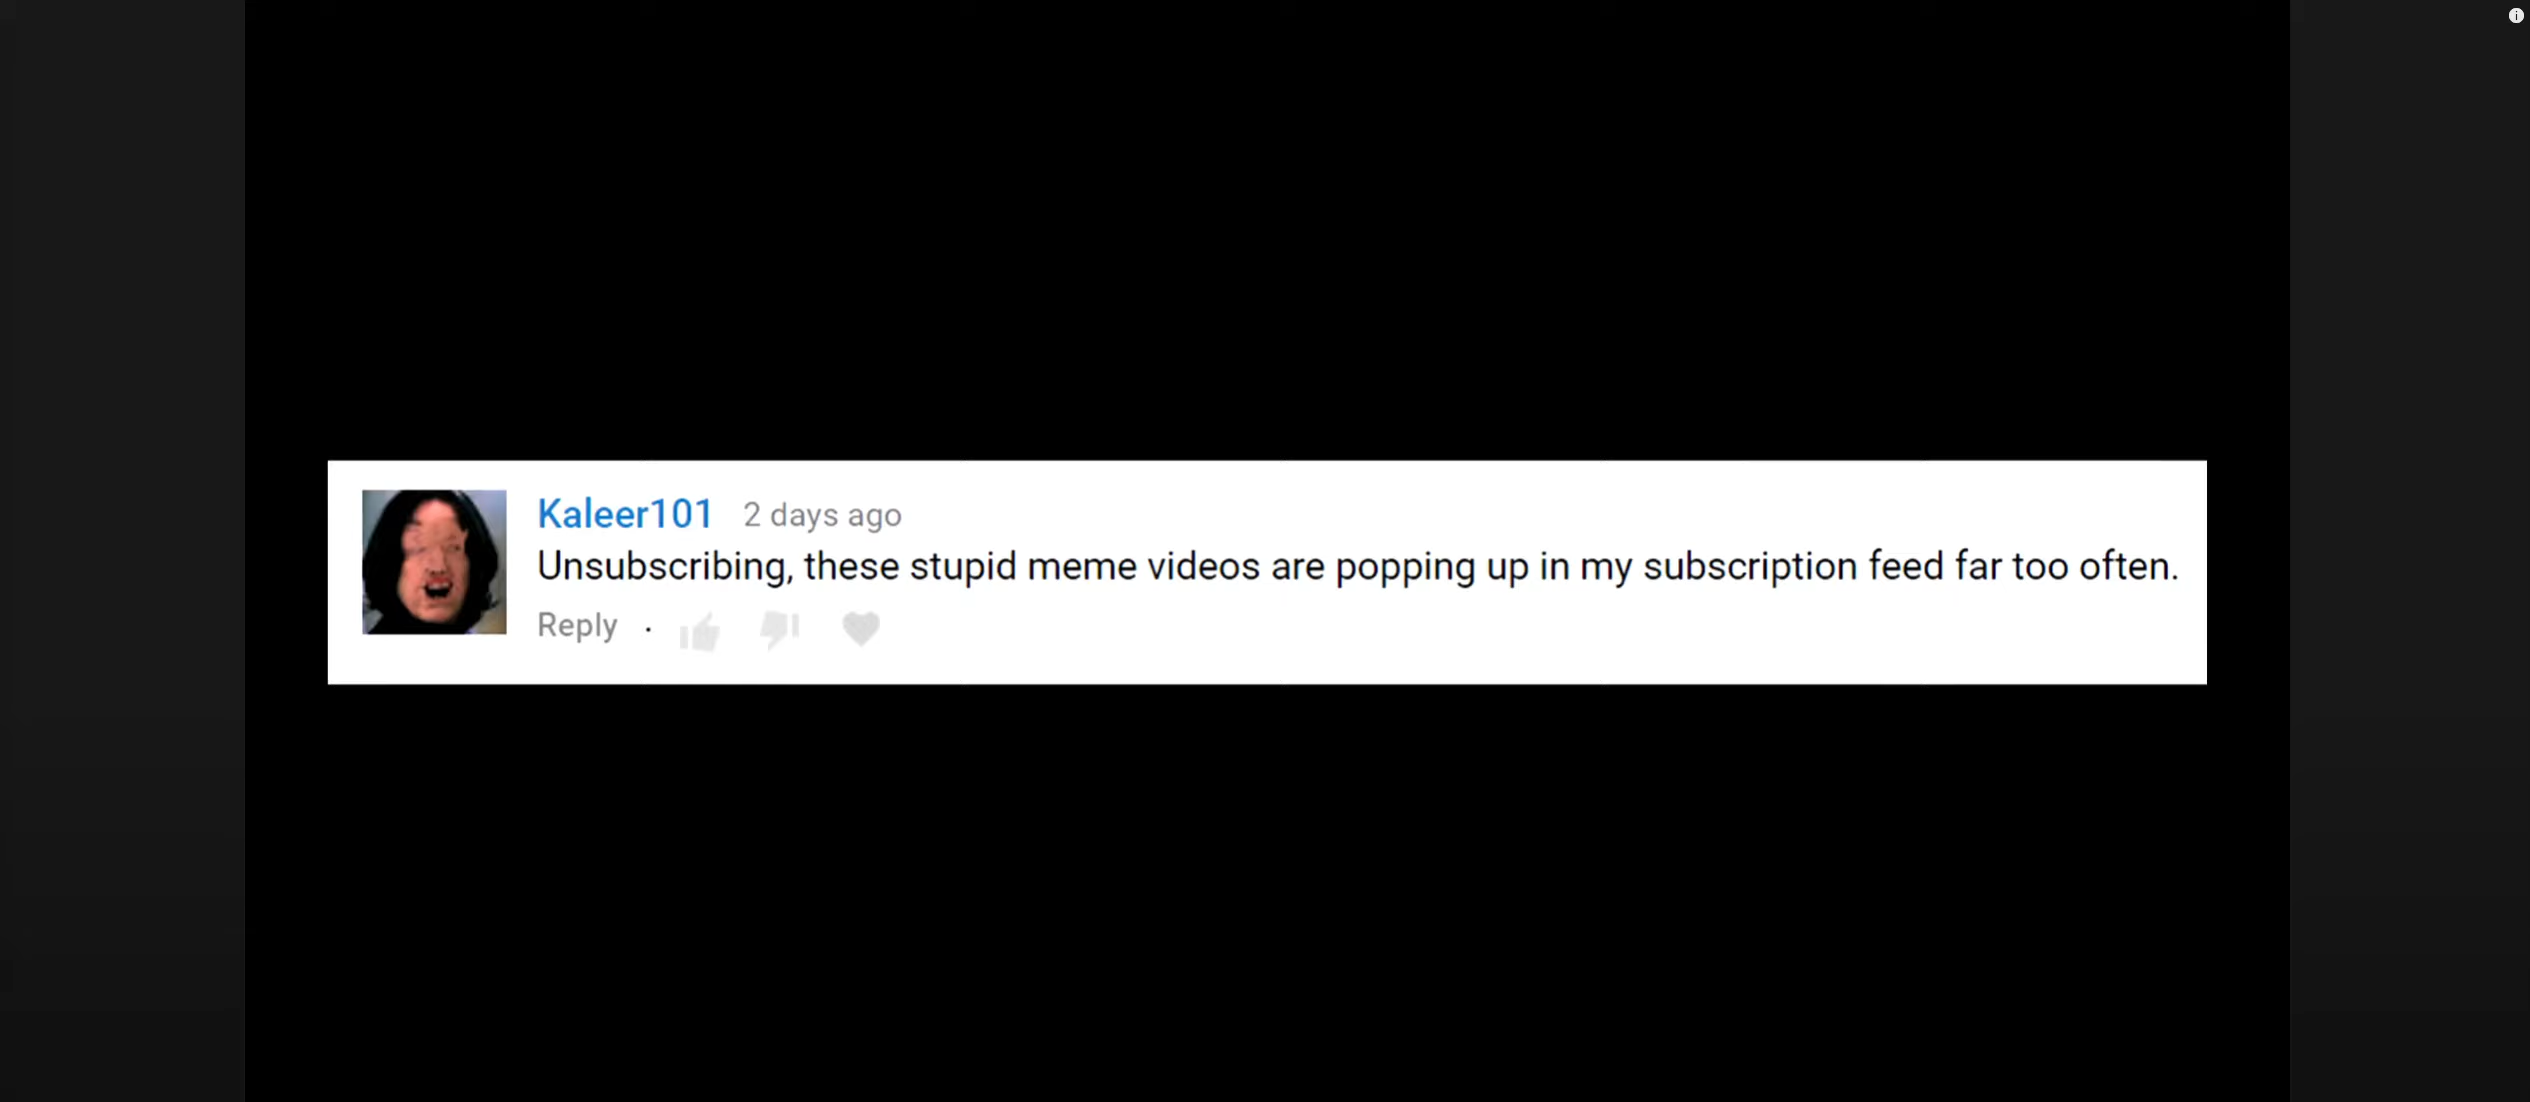 Kaleer101 2 days ago
Unsubscribing, these stupid meme videos are popping up in my subscription feed far too often.
Reply ·